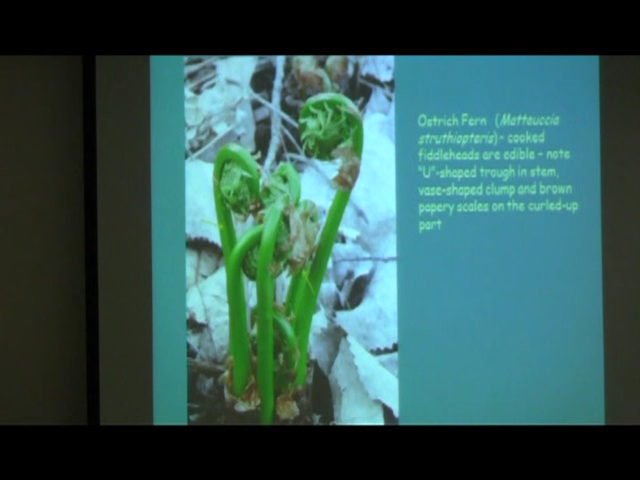 Ostrich Fern (Matteuccia
struthiopteris) - cooked
fiddleheads are edible - note
"U"-shaped trough in stem,
vase-shaped clump and brown
papery scales on the curled-up
part